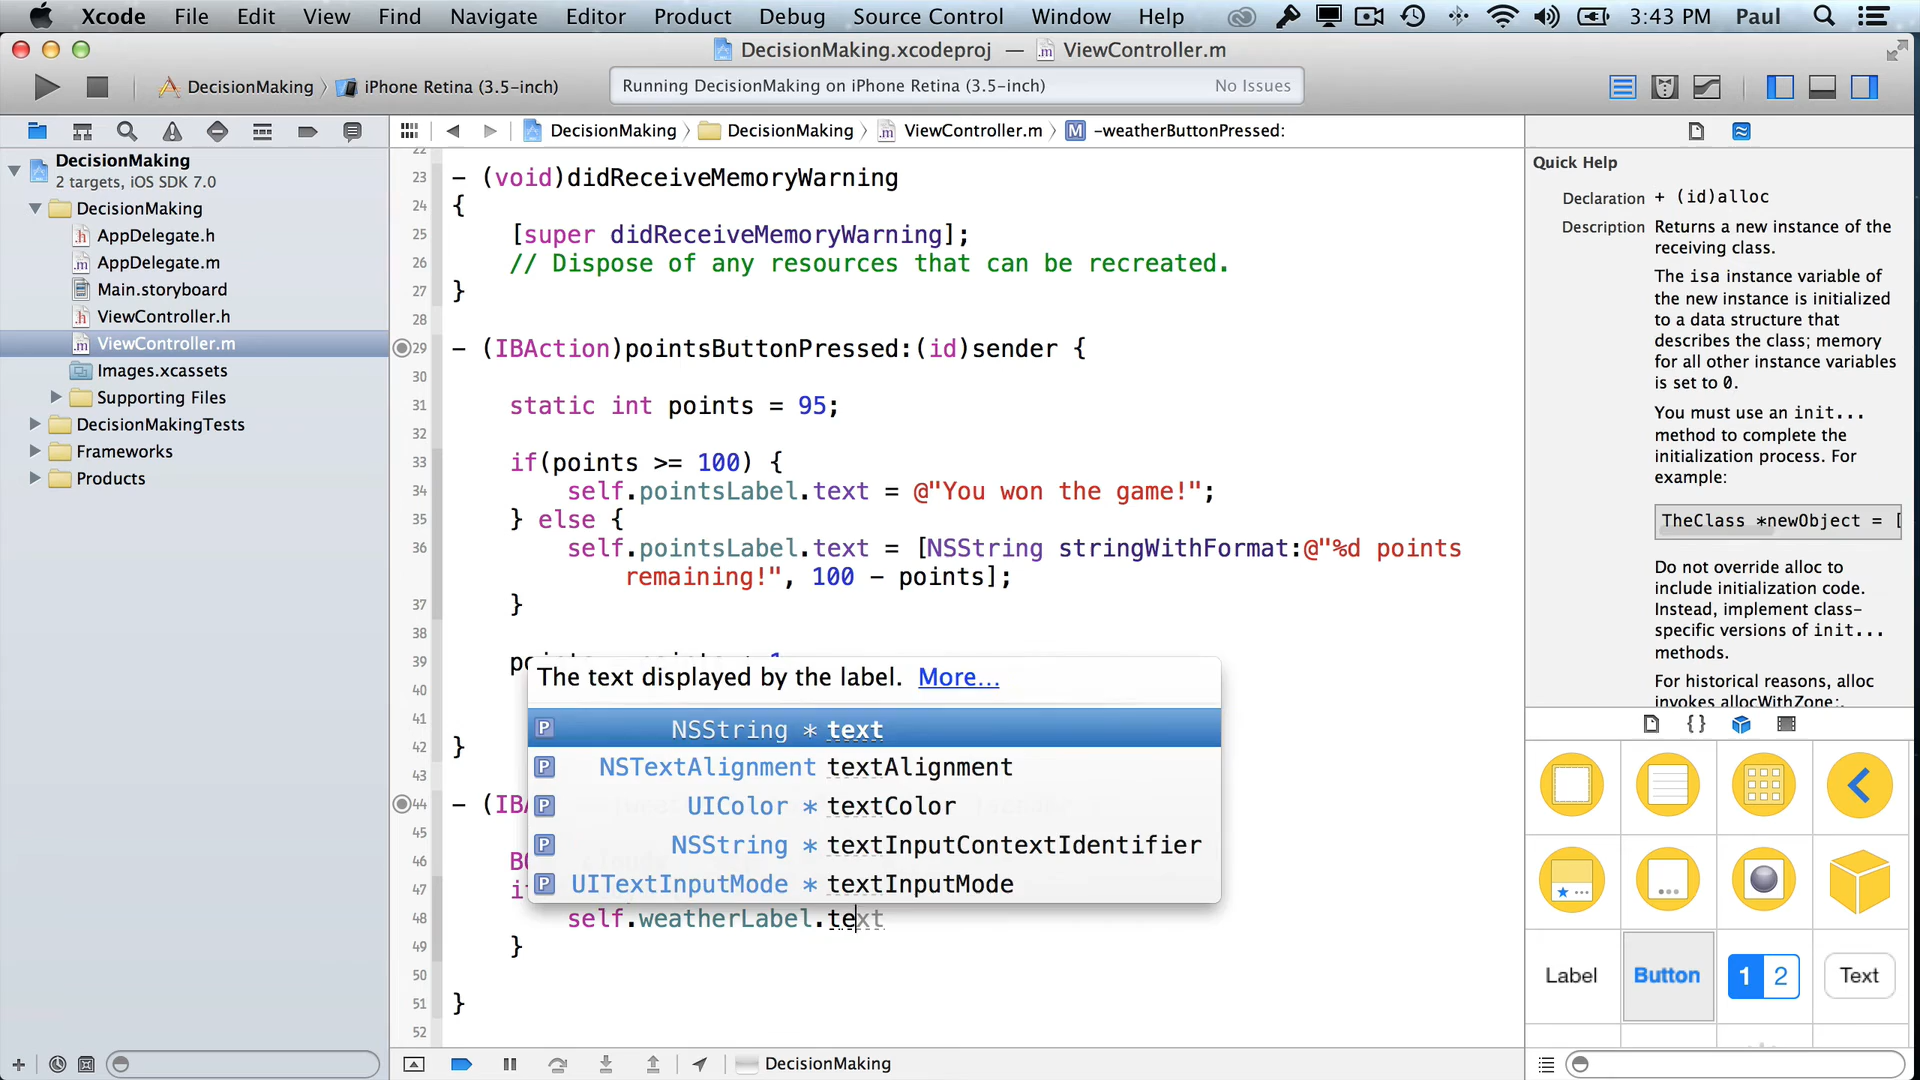 Xcode File Edit View Find Navigate Editor Product Debug Source Control Window Help 3:43 PM Paul
DecisionMaking.xcodeproj — ViewController.m
DecisionMaking iPhone Retina (3.5-inch) Running DecisionMaking on iPhone Retina (3.5-inch) No Issues
DecisionMaking DecisionMaking ViewController.m M -weatherButtonPressed:
DecisionMaking
2 targets, iOS SDK 7.0
DecisionMaking
AppDelegate.h
AppDelegate.m
Main.storyboard
ViewController.h
ViewController.m
Images.xcassets
Supporting Files
DecisionMakingTests
Frameworks
Products
22
23 - (void)didReceiveMemoryWarning
24 {
25 [super didReceiveMemoryWarning];
26 // Dispose of any resources that can be recreated.
27 }
28
29 - (IBAction)pointsButtonPressed:(id)sender {
30
31 static int points = 95;
32
33 if(points >= 100) {
34 self.pointsLabel.text = @"You won the game!";
35 } else {
36 self.pointsLabel.text = [NSString stringWithFormat:@"%d points
remaining!", 100 - points];
37 }
38
39
40
41
42 }
43
44 - (IBA
45
46
47
48 self.weatherLabel.text
49 }
50
51 }
52
The text displayed by the label. More...
P NSString * text
P NSTextAlignment textAlignment
P UIColor * textColor
P NSString * textInputContextIdentifier
P UITextInputMode * textInputMode
DecisionMaking
Quick Help
Declaration + (id)alloc
Description Returns a new instance of the
receiving class.
The isa instance variable of
the new instance is initialized
to a data structure that
describes the class; memory
for all other instance variables
is set to 0.
You must use an init...
method to complete the
initialization process. For
example:
TheClass *newObject = [
Do not override alloc to
include initialization code.
Instead, implement class-
specific versions of init...
methods.
For historical reasons, alloc
invokes allocWithZone:.
Label Button 1 2 Text